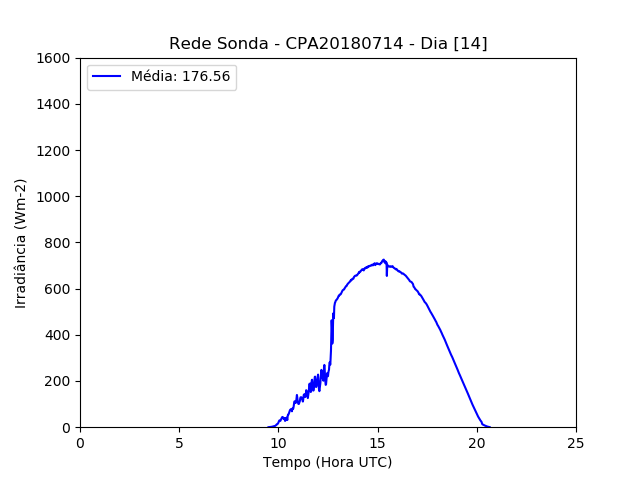 Rede Sonda - CPA20180714 - Dia [14]
Média: 176.56
Irradiância (Wm-2)
1600
1400
1200
1000
800
600
400
200
0
0 5 10 15 20 25
Tempo (Hora UTC)